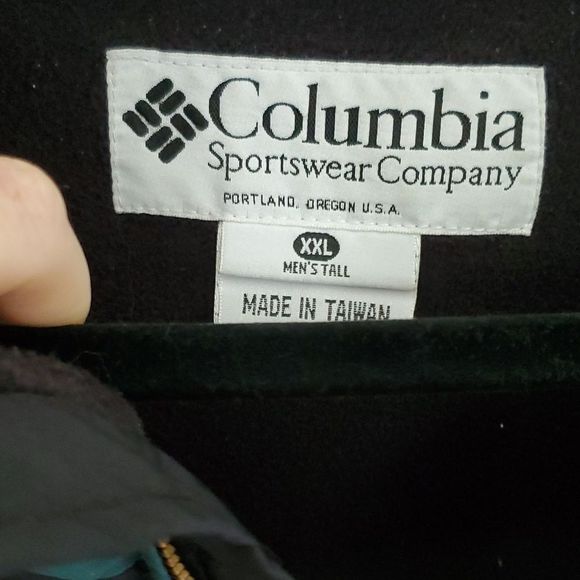 Columbia
Sportswear Company
PORTLAND, OREGON U.S.A.
XXL
MEN'S TALL
MADE IN TAIWAN